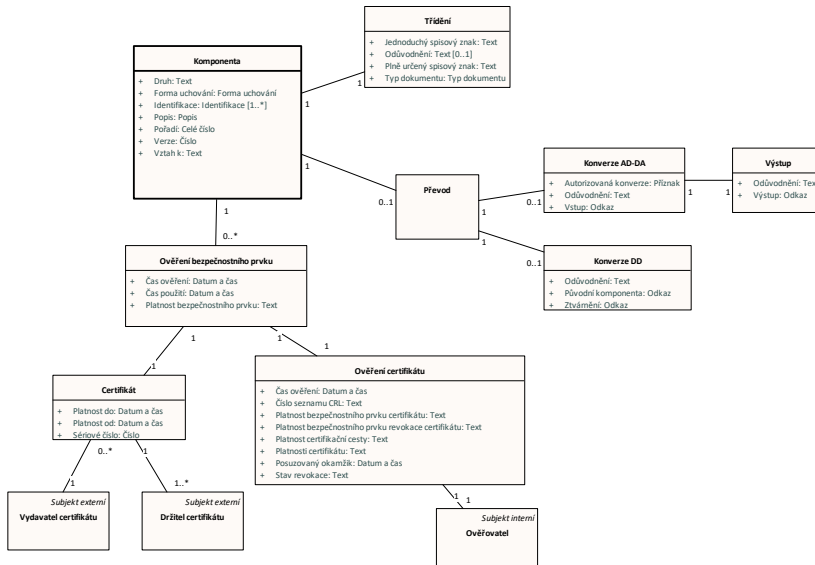 Třídění
+ Jednoduchý spisový znak: Text
+ Odůvodnění: Text [0..1]
+ Plně určený spisový znak: Text
+ Typ dokumentu: Typ dokumentu
Komponenta
+ Druh: Text
+ Forma uchování: Forma uchování
+ Identifikace: Identifikace [1..*]
+ Popis: Popis
+ Pořadí: Celé číslo
+ Verze: Číslo
+ Vztah k: Text
1
1
1
0..1
Převod
1
0..1
1
0..1
Konverze AD-DA
+ Autorizovaná konverze: Příznak
+ Odůvodnění: Text
+ Vstup: Odkaz
1
1
Výstup
+ Odůvodnění:
+ Výstup: Odkaz
Konverze DD
+ Odůvodnění: Text
+ Původní komponenta: Odkaz
+ Ztvárnění: Odkaz
1
0..*
Ověření bezpečnostního prvku
+ Čas ověření: Datum a čas
+ Čas použití: Datum a čas
+ Platnost bezpečnostního prvku: Text
1
1
1
1
Certifikát
+ Platnost do: Datum a čas
+ Platnost od: Datum a čas
+ Sériové číslo: Číslo
Ověření certifikátu
+ Čas ověření: Datum a čas
+ Číslo seznamu CRL: Text
+ Platnost bezpečnostního prvku certifikátu: Text
+ Platnost bezpečnostního prvku revokace certifikátu: Text
+ Platnost certifikační cesty: Text
+ Platnosti certifikátu: Text
+ Posuzovaný okamžik: Datum a čas
+ Stav revokace: Text
0..*
1
1
1..*
Subjekt externí
Vydavatel certifikátu
Subjekt externí
Držitel certifikátu
1
1
Subjekt interní
Ověřovatel